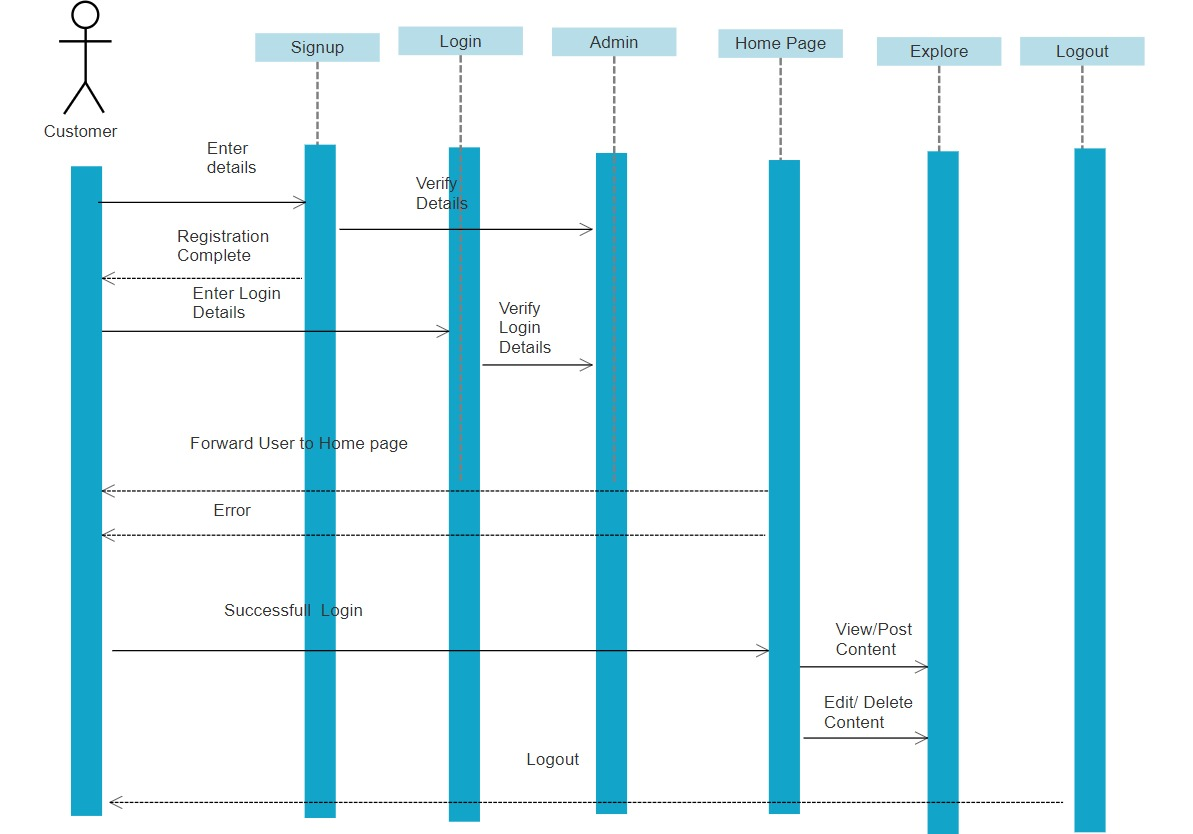 Signup
Login
Admin
Home Page
Explore
Logout
Customer
Enter
details
Verify
Details
Registration
Complete
Enter Login
Details
Verify
Login
Details
Forward User to Home page
Error
Successfull  Login
View/Post
Content
Edit/ Delete
Content
Logout